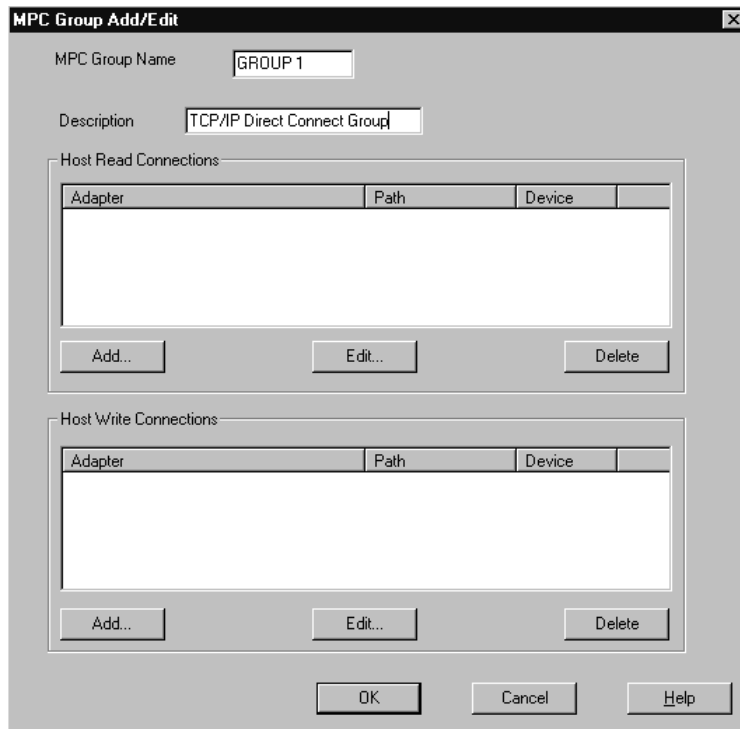 MPC Group Add/Edit
MPC Group Name GROUP 1
Description TCP/IP Direct Connect Group
Host Read Connections
Adapter Path Device
Add... Edit... Delete
Host Write Connections
Adapter Path Device
Add... Edit... Delete
OK Cancel Help